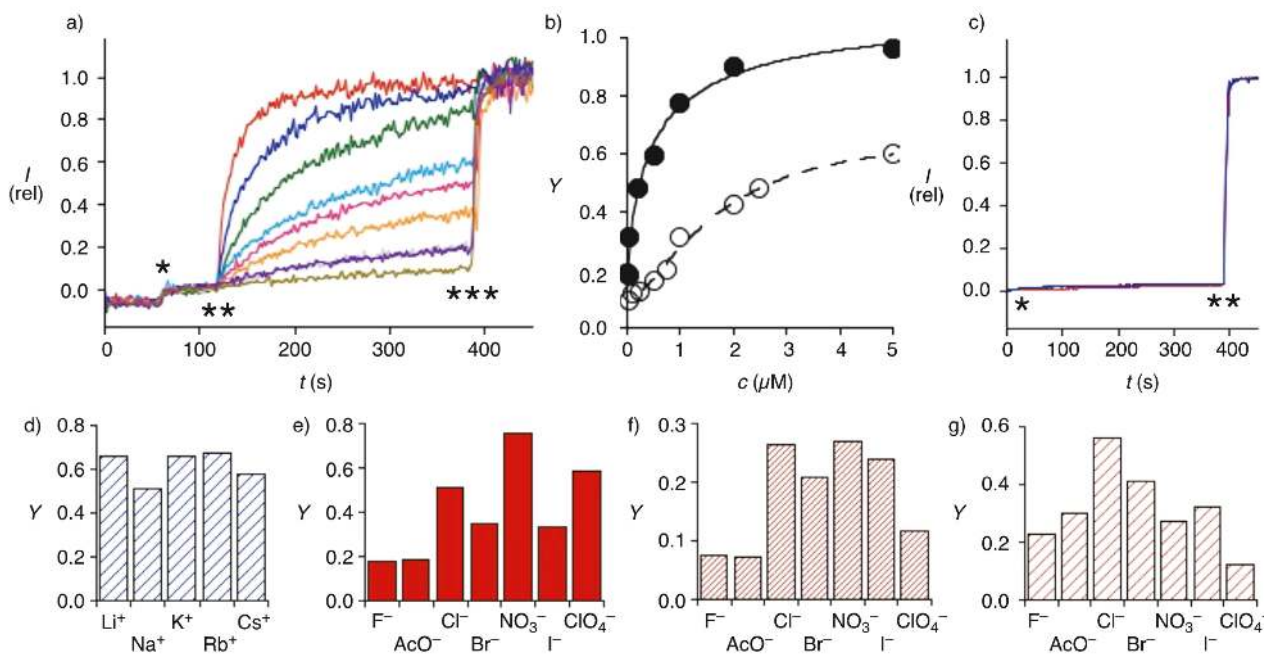 a)
1.0
0.8
0.6
0.4
0.2
0.0
I
(rel)
*
**
***
0 100 200 300 400
t (s)
b)
1.0
0.8
0.6
0.4
0.2
0.0
Y
0 1 2 3 4 5
c (µM)
c)
1.0
0.8
0.6
0.4
0.2
0.0
I
(rel)
*
**
0 100 200 300 400
t (s)
d)
0.8
0.6
0.4
0.2
0.0
Y
Li⁺ K⁺ Cs⁺
Na⁺ Rb⁺
e)
0.8
0.6
0.4
0.2
0.0
Y
F⁻ Cl⁻ NO₃⁻ ClO₄⁻
AcO⁻ Br⁻ I⁻
f)
0.3
0.2
0.1
0.0
Y
F⁻ Cl⁻ NO₃⁻ ClO₄⁻
AcO⁻ Br⁻ I⁻
g)
0.6
0.4
0.2
0.0
Y
F⁻ Cl⁻ NO₃⁻ ClO₄⁻
AcO⁻ Br⁻ I⁻